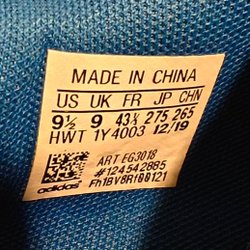 MADE IN CHINA
US UK FR JP CHN
9½ 9 43⅓ 275 265
HWT 1Y4003 12/19
ART EG3018
#124542885
adidas Fh1BV8Rf00121